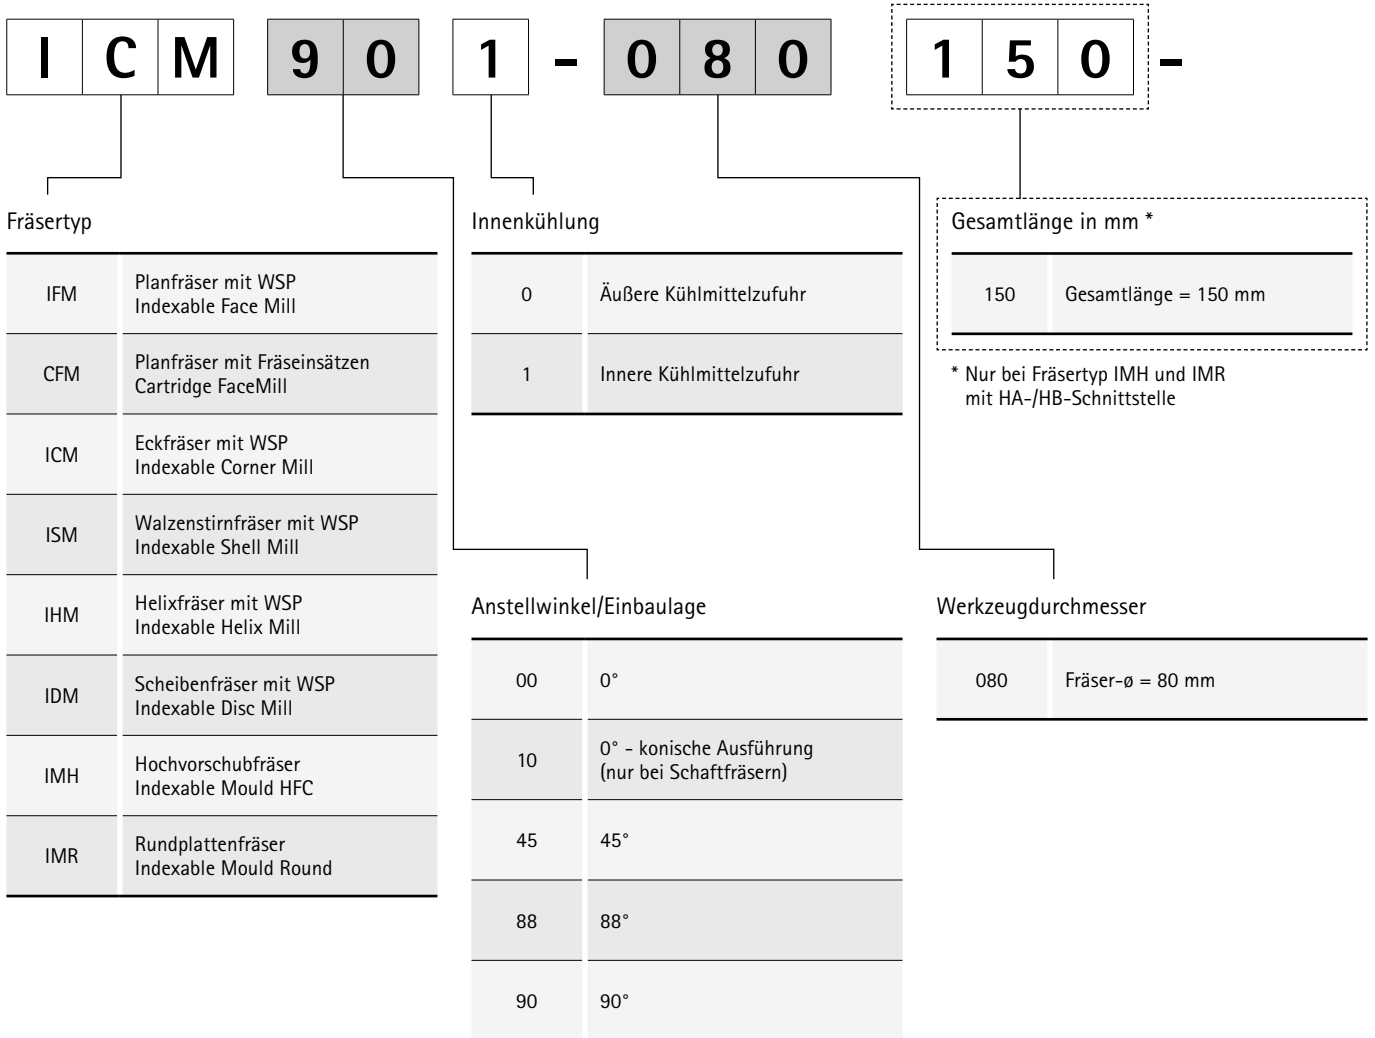 I C M 9 0 1 - 0 8 0 1 5 0 -
Fräsertyp
IFM Planfräser mit WSP
Indexable Face Mill
CFM Planfräser mit Fräseinsätzen
Cartridge FaceMill
ICM Eckfräser mit WSP
Indexable Corner Mill
ISM Walzenstirnfräser mit WSP
Indexable Shell Mill
IHM Helixfräser mit WSP
Indexable Helix Mill
IDM Scheibenfräser mit WSP
Indexable Disc Mill
IMH Hochvorschubfräser
Indexable Mould HFC
IMR Rundplattenfräser
Indexable Mould Round
Innenkühlung
0 Äußere Kühlmittelzufuhr
1 Innere Kühlmittelzufuhr
Gesamtlänge in mm *
150 Gesamtlänge = 150 mm
* Nur bei Fräsertyp IMH und IMR
mit HA-/HB-Schnittstelle
Anstellwinkel/Einbaulage
00 0°
10 0° - konische Ausführung
(nur bei Schaftfräsern)
45 45°
88 88°
90 90°
Werkzeugdurchmesser
080 Fräser-ø = 80 mm